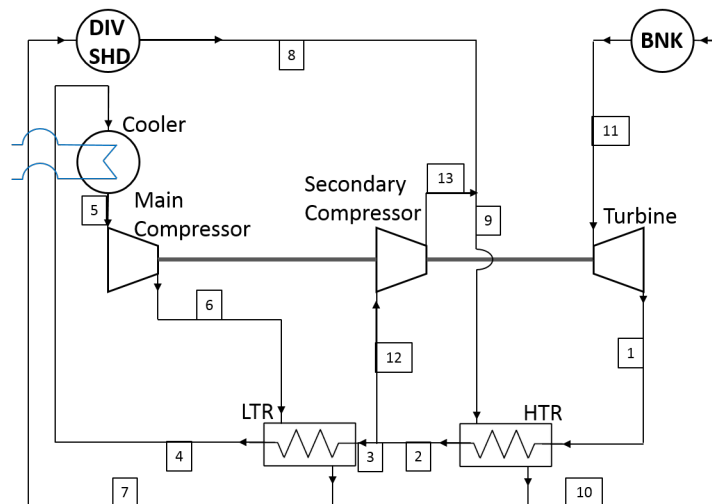 DIV
SHD
8
BNK
11
Cooler
5
Main
Compressor
Secondary
Compressor
13
9
Turbine
6
12
1
LTR
HTR
4
3
2
7
10